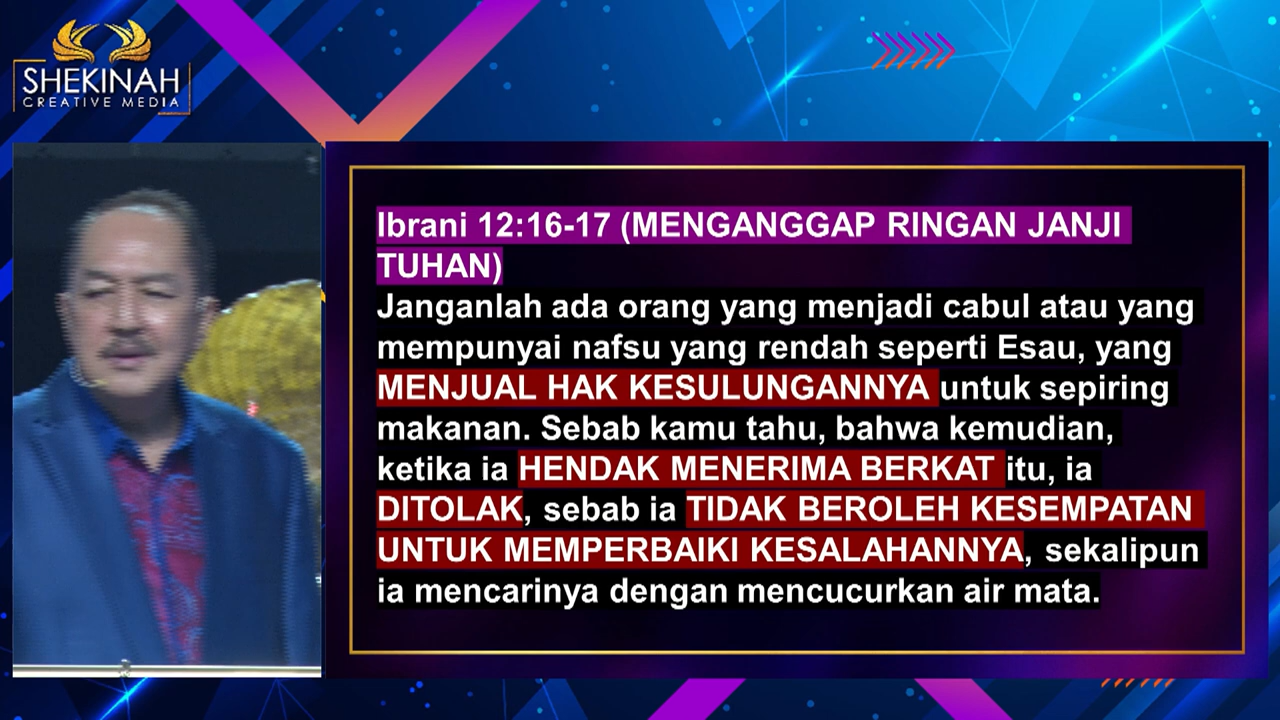 SHEKINAH
CREATIVE MEDIA
Ibrani 12:16-17 (MENGANGGAP RINGAN JANJI
TUHAN)
Janganlah ada orang yang menjadi cabul atau yang
mempunyai nafsu yang rendah seperti Esau, yang
MENJUAL HAK KESULUNGANNYA untuk sepiring
makanan. Sebab kamu tahu, bahwa kemudian,
ketika ia HENDAK MENERIMA BERKAT itu, ia
DITOLAK, sebab ia TIDAK BEROLEH KESEMPATAN
UNTUK MEMPERBAIKI KESALAHANNYA, sekalipun
ia mencarinya dengan mencucurkan air mata.